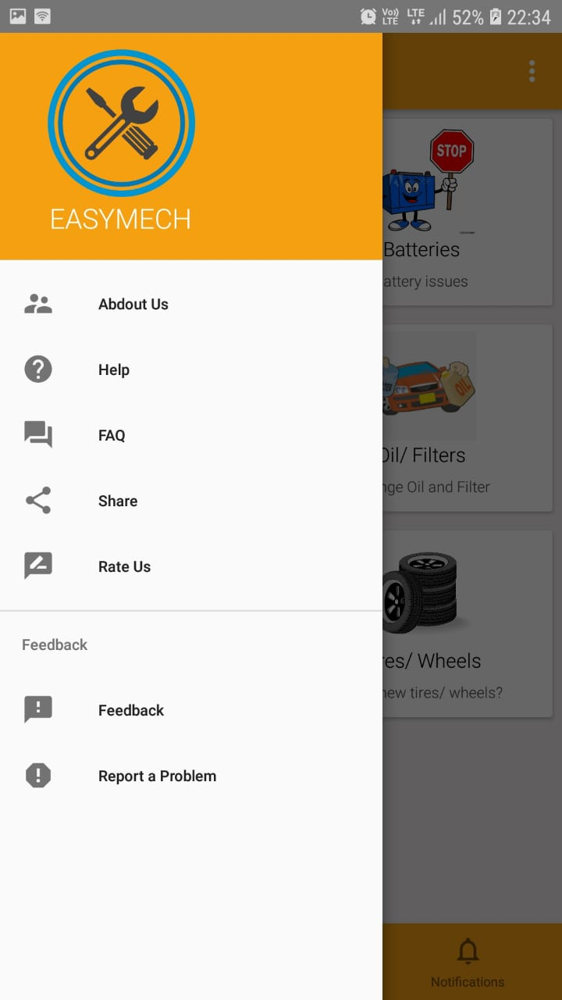 Vo)) LTE LTE 52% 22:34
EASYMECH
Abdout Us
Help
FAQ
Share
Rate Us
Feedback
Feedback
Report a Problem
STOP
Batteries
attery issues
OIL
Oil/ Filters
nge Oil and Filter
res/ Wheels
new tires/ wheels?
Notifications